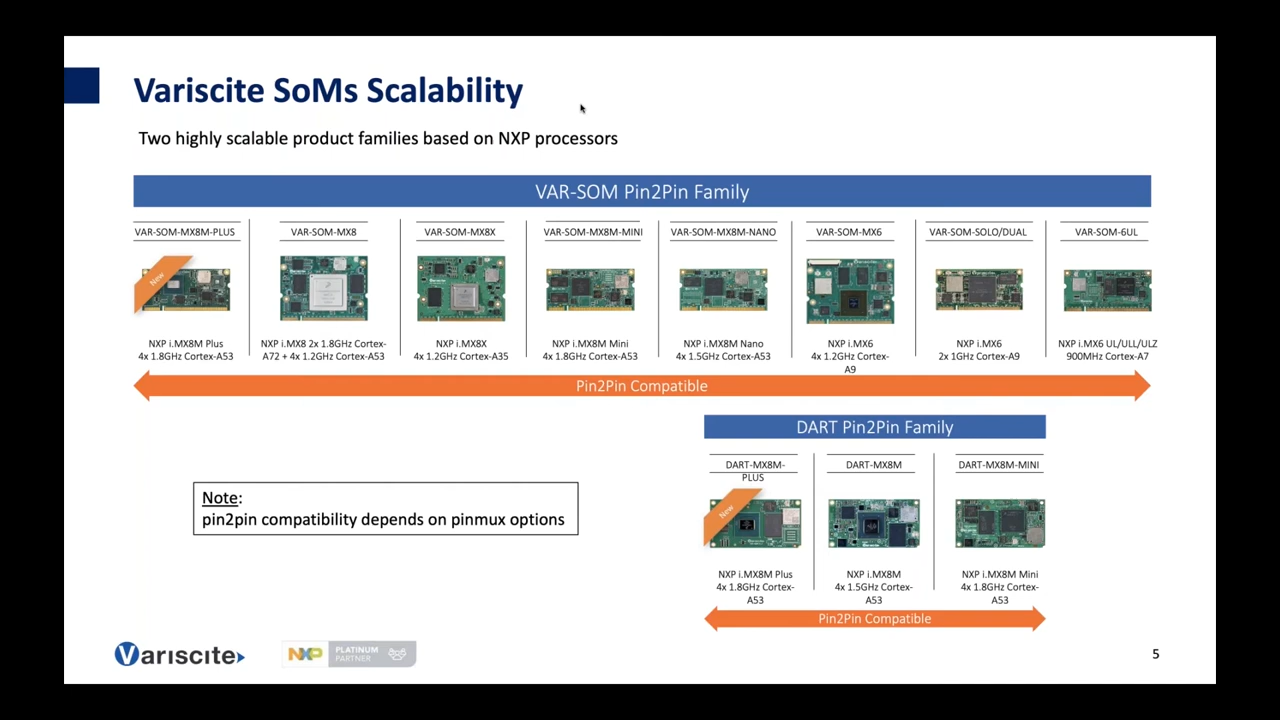 Variscite SoMs Scalability
Two highly scalable product families based on NXP processors
VAR-SOM Pin2Pin Family
VAR-SOM-MX8M-PLUS
VAR-SOM-MX8
VAR-SOM-MX8X
VAR-SOM-MX8M-MINI
VAR-SOM-MX8M-NANO
VAR-SOM-MX6
VAR-SOM-SOLO/DUAL
VAR-SOM-6UL
New
NXP i.MX8M Plus
4x 1.8GHz Cortex-A53
NXP i.MX8 2x 1.8GHz Cortex-
A72 + 4x 1.2GHz Cortex-A53
NXP i.MX8X
4x 1.2GHz Cortex-A35
NXP i.MX8M Mini
4x 1.8GHz Cortex-A53
NXP i.MX8M Nano
4x 1.5GHz Cortex-A53
NXP i.MX6
4x 1.2GHz Cortex-
A9
NXP i.MX6
2x 1GHz Cortex-A9
NXP i.MX6 UL/ULL/ULZ
900MHz Cortex-A7
Pin2Pin Compatible
DART Pin2Pin Family
DART-MX8M-
PLUS
DART-MX8M
DART-MX8M-MINI
New
NXP i.MX8M Plus
4x 1.8GHz Cortex-
A53
NXP i.MX8M
4x 1.5GHz Cortex-
A53
NXP i.MX8M Mini
4x 1.8GHz Cortex-
A53
Pin2Pin Compatible
Note:
pin2pin compatibility depends on pinmux options
Variscite
NXP
PLATINUM
PARTNER
5